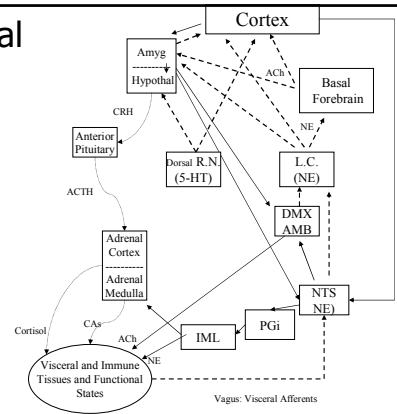 al
Cortex
Amyg
Hypothal
ACh
Basal
Forebrain
CRH
NE
Anterior
Pituitary
Dorsal R.N.
(5-HT)
L.C.
(NE)
ACTH
DMX
AMB
Adrenal
Cortex
Adrenal
Medulla
NTS
NE)
PGi
IML
Cortisol
CAs
ACh
NE
Visceral and Immune
Tissues and Functional
States
Vagus: Visceral Afferents